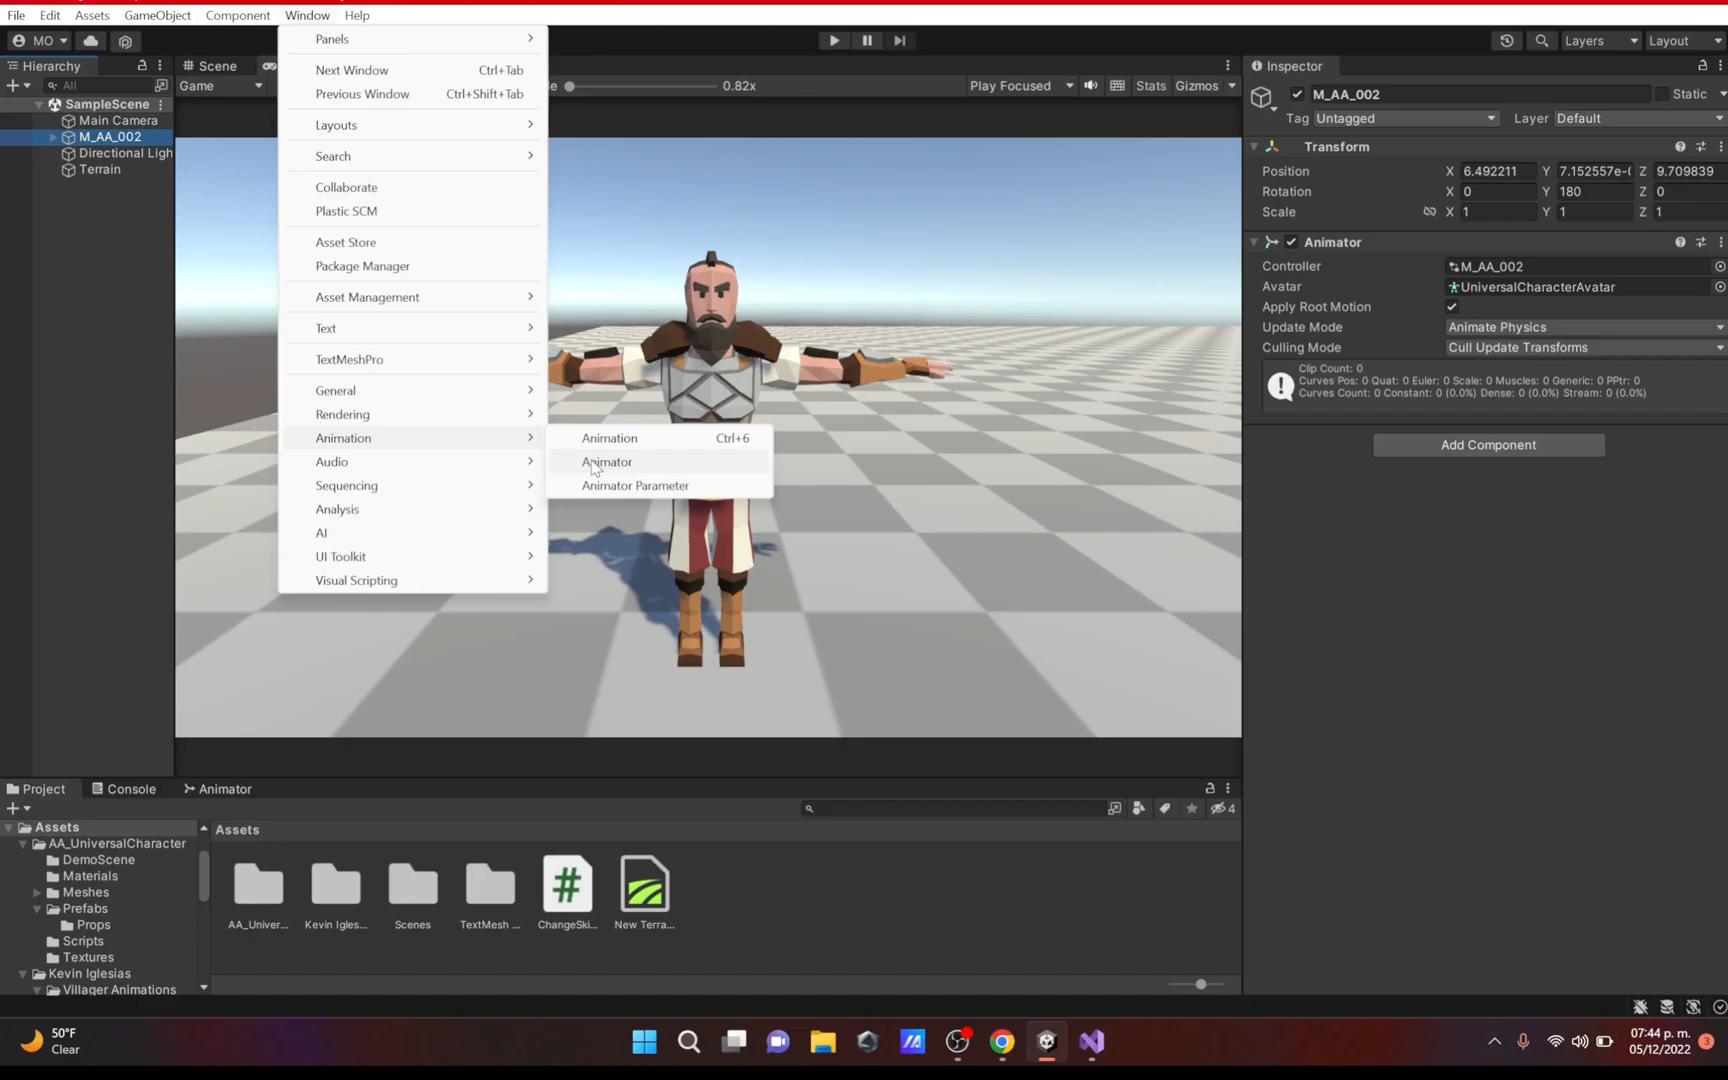 File Edit Assets GameObject Component Window Help
MO Layers Layout
Hierarchy
All
SampleScene
Main Camera
M_AA_002
Directional Ligh
Terrain
Panels
Next Window Ctrl+Tab
Previous Window Ctrl+Shift+Tab
Layouts
Search
Collaborate
Plastic SCM
Asset Store
Package Manager
Asset Management
Text
TextMeshPro
General
Rendering
Animation
Audio
Sequencing
Analysis
AI
UI Toolkit
Visual Scripting
Animation Ctrl+6
Animator
Animator Parameter
Scene
Game 0.82x Play Focused Stats Gizmos
Inspector
M_AA_002 Static
Tag Untagged Layer Default
Transform
Position X 6.492211 Y 7.152557e-( Z 9.709839
Rotation X 0 Y 180 Z 0
Scale X 1 Y 1 Z 1
Animator
Controller M_AA_002
Avatar UniversalCharacterAvatar
Apply Root Motion
Update Mode Animate Physics
Culling Mode Cull Update Transforms
Clip Count: 0
Curves Pos: 0 Quat: 0 Euler: 0 Scale: 0 Muscles: 0 Generic: 0 PPtr: 0
Curves Count: 0 Constant: 0 (0.0%) Dense: 0 (0.0%) Stream: 0 (0.0%)
Add Component
Project Console Animator
4
Assets
AA_UniversalCharacter
DemoScene
Materials
Meshes
Prefabs
Props
Scripts
Textures
Kevin Iglesias
Villager Animations
Assets
AA_Univer... Kevin Igles... Scenes TextMesh ... ChangeSki... New Terra...
50°F
Clear
07:44 p. m.
05/12/2022
3